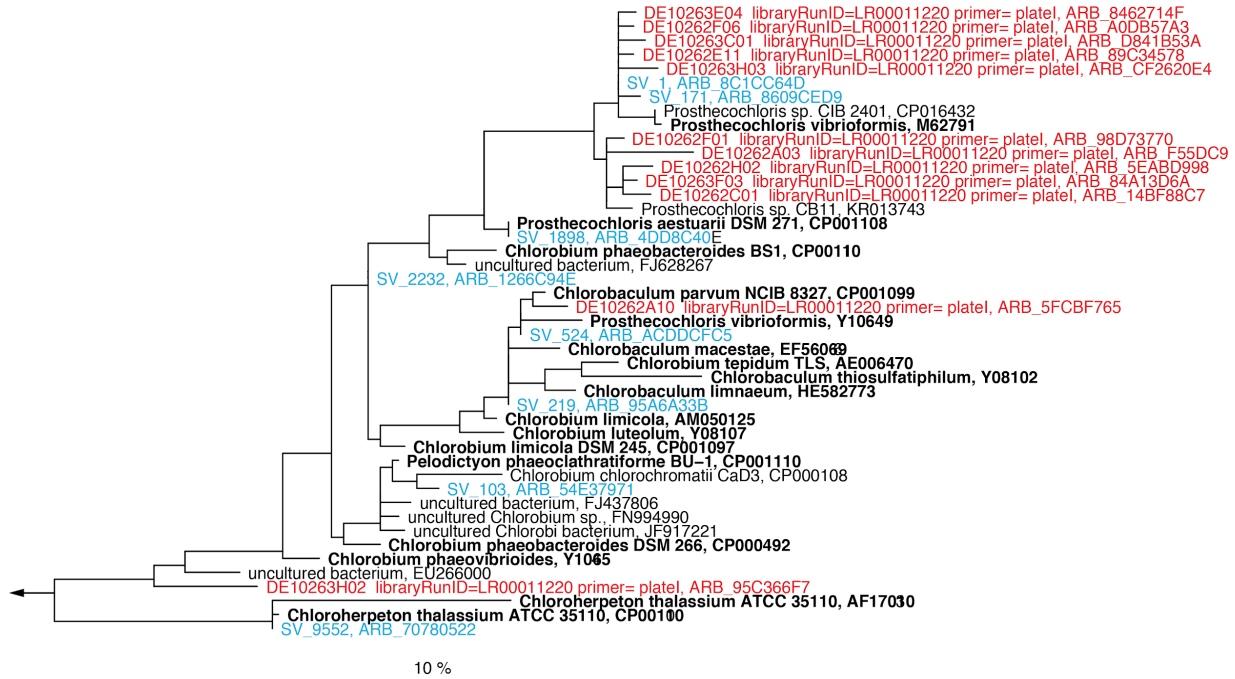 DE10263E04 libraryRunID=LR00011220 primer= plateI, ARB_8462714F
DE10262F06 libraryRunID=LR00011220 primer= plateI, ARB_A0DB57A3
DE10263C01 libraryRunID=LR00011220 primer= plateI, ARB_D841B53A
DE10262E11 libraryRunID=LR00011220 primer= plateI, ARB_89C34578
DE10263H03 libraryRunID=LR00011220 primer= plateI, ARB_CF2620E4
SV_1, ARB_8C1CC64D
SV_171, ARB_8609CED9
Prosthecochloris sp. CIB 2401, CP016432
Prosthecochloris vibrioformis, M62791
DE10262F01 libraryRunID=LR00011220 primer= plateI, ARB_98D73770
DE10262A03 libraryRunID=LR00011220 primer= plateI, ARB_F55DC9
DE10262H02 libraryRunID=LR00011220 primer= plateI, ARB_5EABD998
DE10263F03 libraryRunID=LR00011220 primer= plateI, ARB_84A13D6A
DE10262C01 libraryRunID=LR00011220 primer= plateI, ARB_14BF88C7
Prosthecochloris sp. CB11, KR013743
Prosthecochloris aestuarii DSM 271, CP001108
SV_1898, ARB_4DD8C40E
Chlorobium phaeobacteroides BS1, CP00110
uncultured bacterium, FJ628267
SV_2232, ARB_1266C94E
Chlorobaculum parvum NCIB 8327, CP001099
DE10262A10 libraryRunID=LR00011220 primer= plateI, ARB_5FCBF765
Prosthecochloris vibrioformis, Y10649
SV_524, ARB_ACDDCFC5
Chlorobaculum macestae,
Chlorobium tepidum TLS, AE006470
Chlorobaculum thiosulfatiphilum, Y08102
Chlorobaculum limnaeum, HE582773
SV_219, ARB_95A6A33B
Chlorobium limicola, AM050125
Chlorobium luteolum, Y08107
Chlorobium limicola DSM 245, CP001097
Pelodictyon phaeoclathratiforme BU−1, CP001110
Chlorobium chlorochromatii CaD3, CP000108
SV_103, ARB_54E37971
uncultured bacterium, FJ437806
uncultured Chlorobium sp., FN994990
uncultured Chlorobi bacterium, JF917221
Chlorobium phaeobacteroides DSM 266, CP000492
Chlorobium phaeovibrioides,
uncultured bacterium, EU266000
DE10263H02 libraryRunID=LR00011220 primer= plateI, ARB_95C366F7
Chloroherpeton thalassium ATCC 35110,
Chloroherpeton thalassium ATCC 35110,
SV_9552, ARB_70780522
10 %